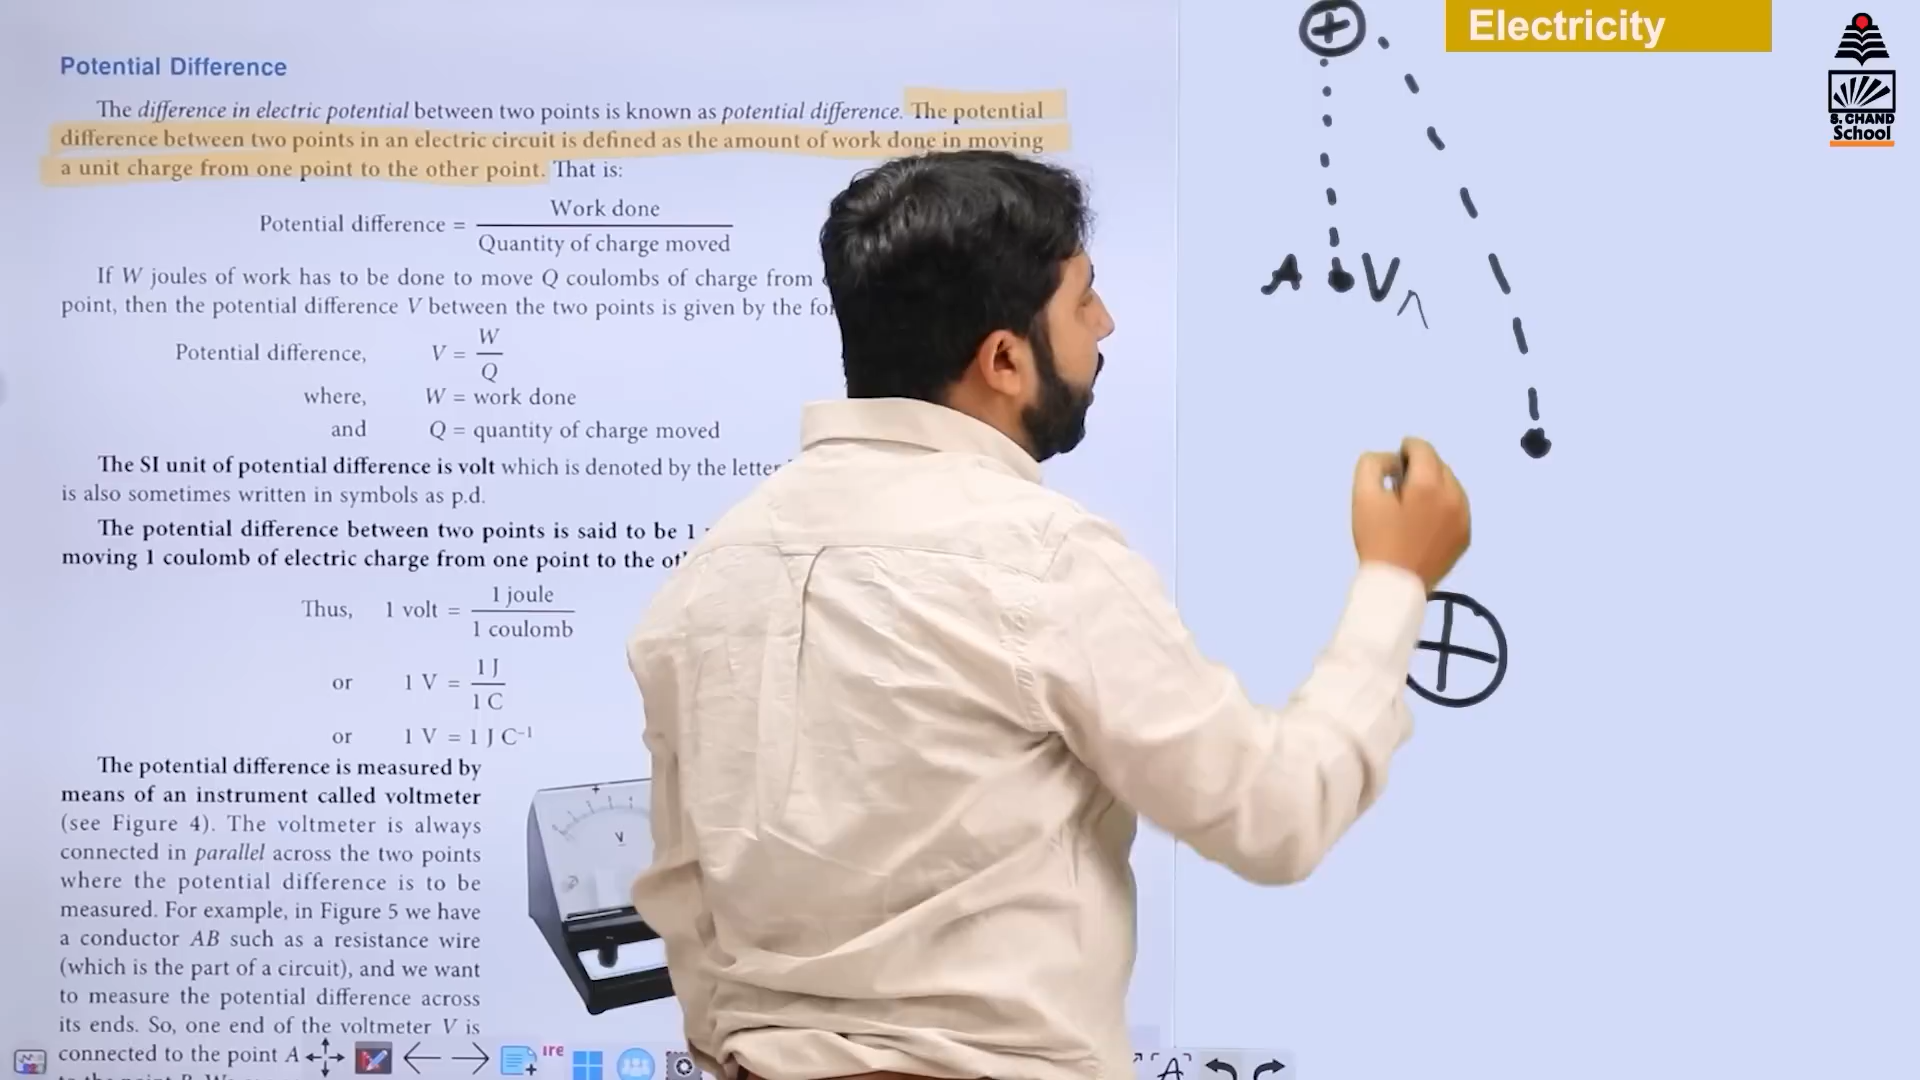 Electricity
S. CHAND
School
Potential Difference
The difference in electric potential between two points is known as potential difference. The potential
difference between two points in an electric circuit is defined as the amount of work done in moving
a unit charge from one point to the other point. That is:
Potential difference = Work done
Quantity of charge moved
If W joules of work has to be done to move Q coulombs of charge from
point, then the potential difference V between the two points is given by the
Potential difference, V = W
Q
where, W = work done
and Q = quantity of charge moved
The SI unit of potential difference is volt which is denoted by the letter
is also sometimes written in symbols as p.d.
The potential difference between two points is said to be 1
moving 1 coulomb of electric charge from one point to the
Thus, 1 volt = 1 joule
1 coulomb
or 1 V = 1 J
1 C
or 1 V = 1 J C⁻¹
The potential difference is measured by
means of an instrument called voltmeter
(see Figure 4). The voltmeter is always
connected in parallel across the two points
where the potential difference is to be
measured. For example, in Figure 5 we have
a conductor AB such as a resistance wire
(which is the part of a circuit), and we want
to measure the potential difference across
its ends. So, one end of the voltmeter V is
connected to the point A
+
V
+
A V
+
A